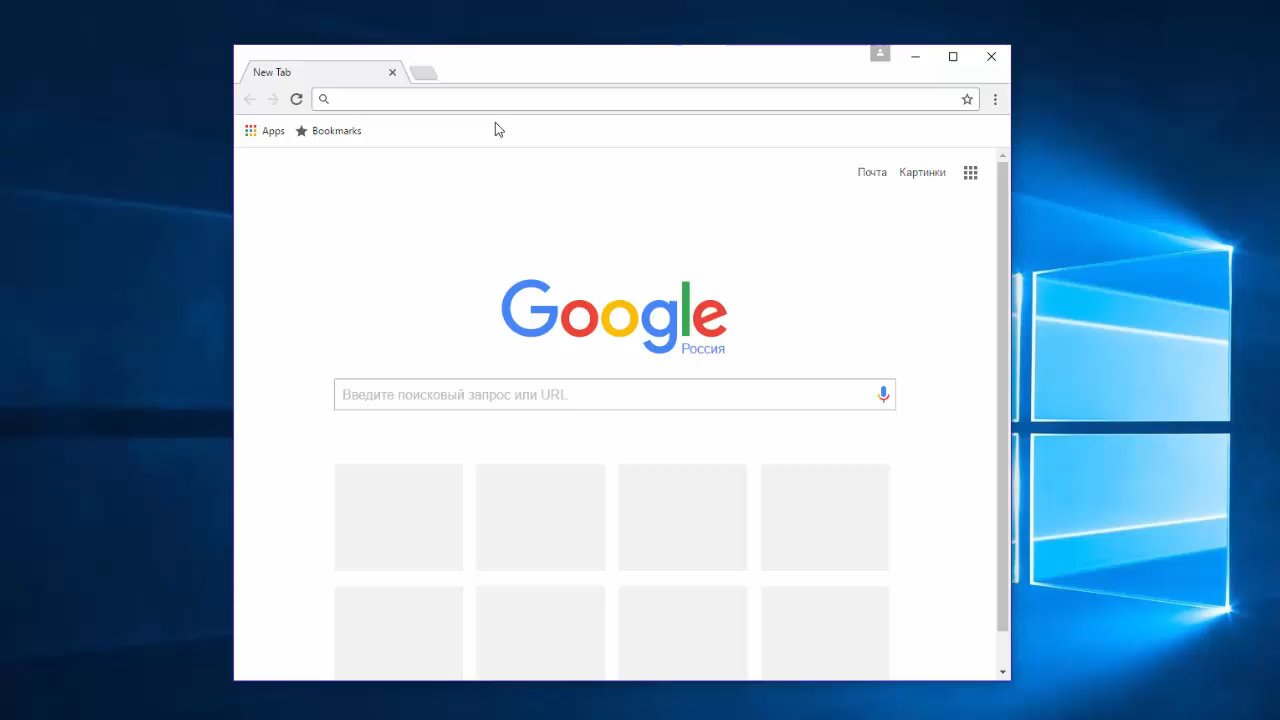 New Tab
Apps
Bookmarks
Почта
Картинки
Google
Россия
Введите поисковый запрос или URL